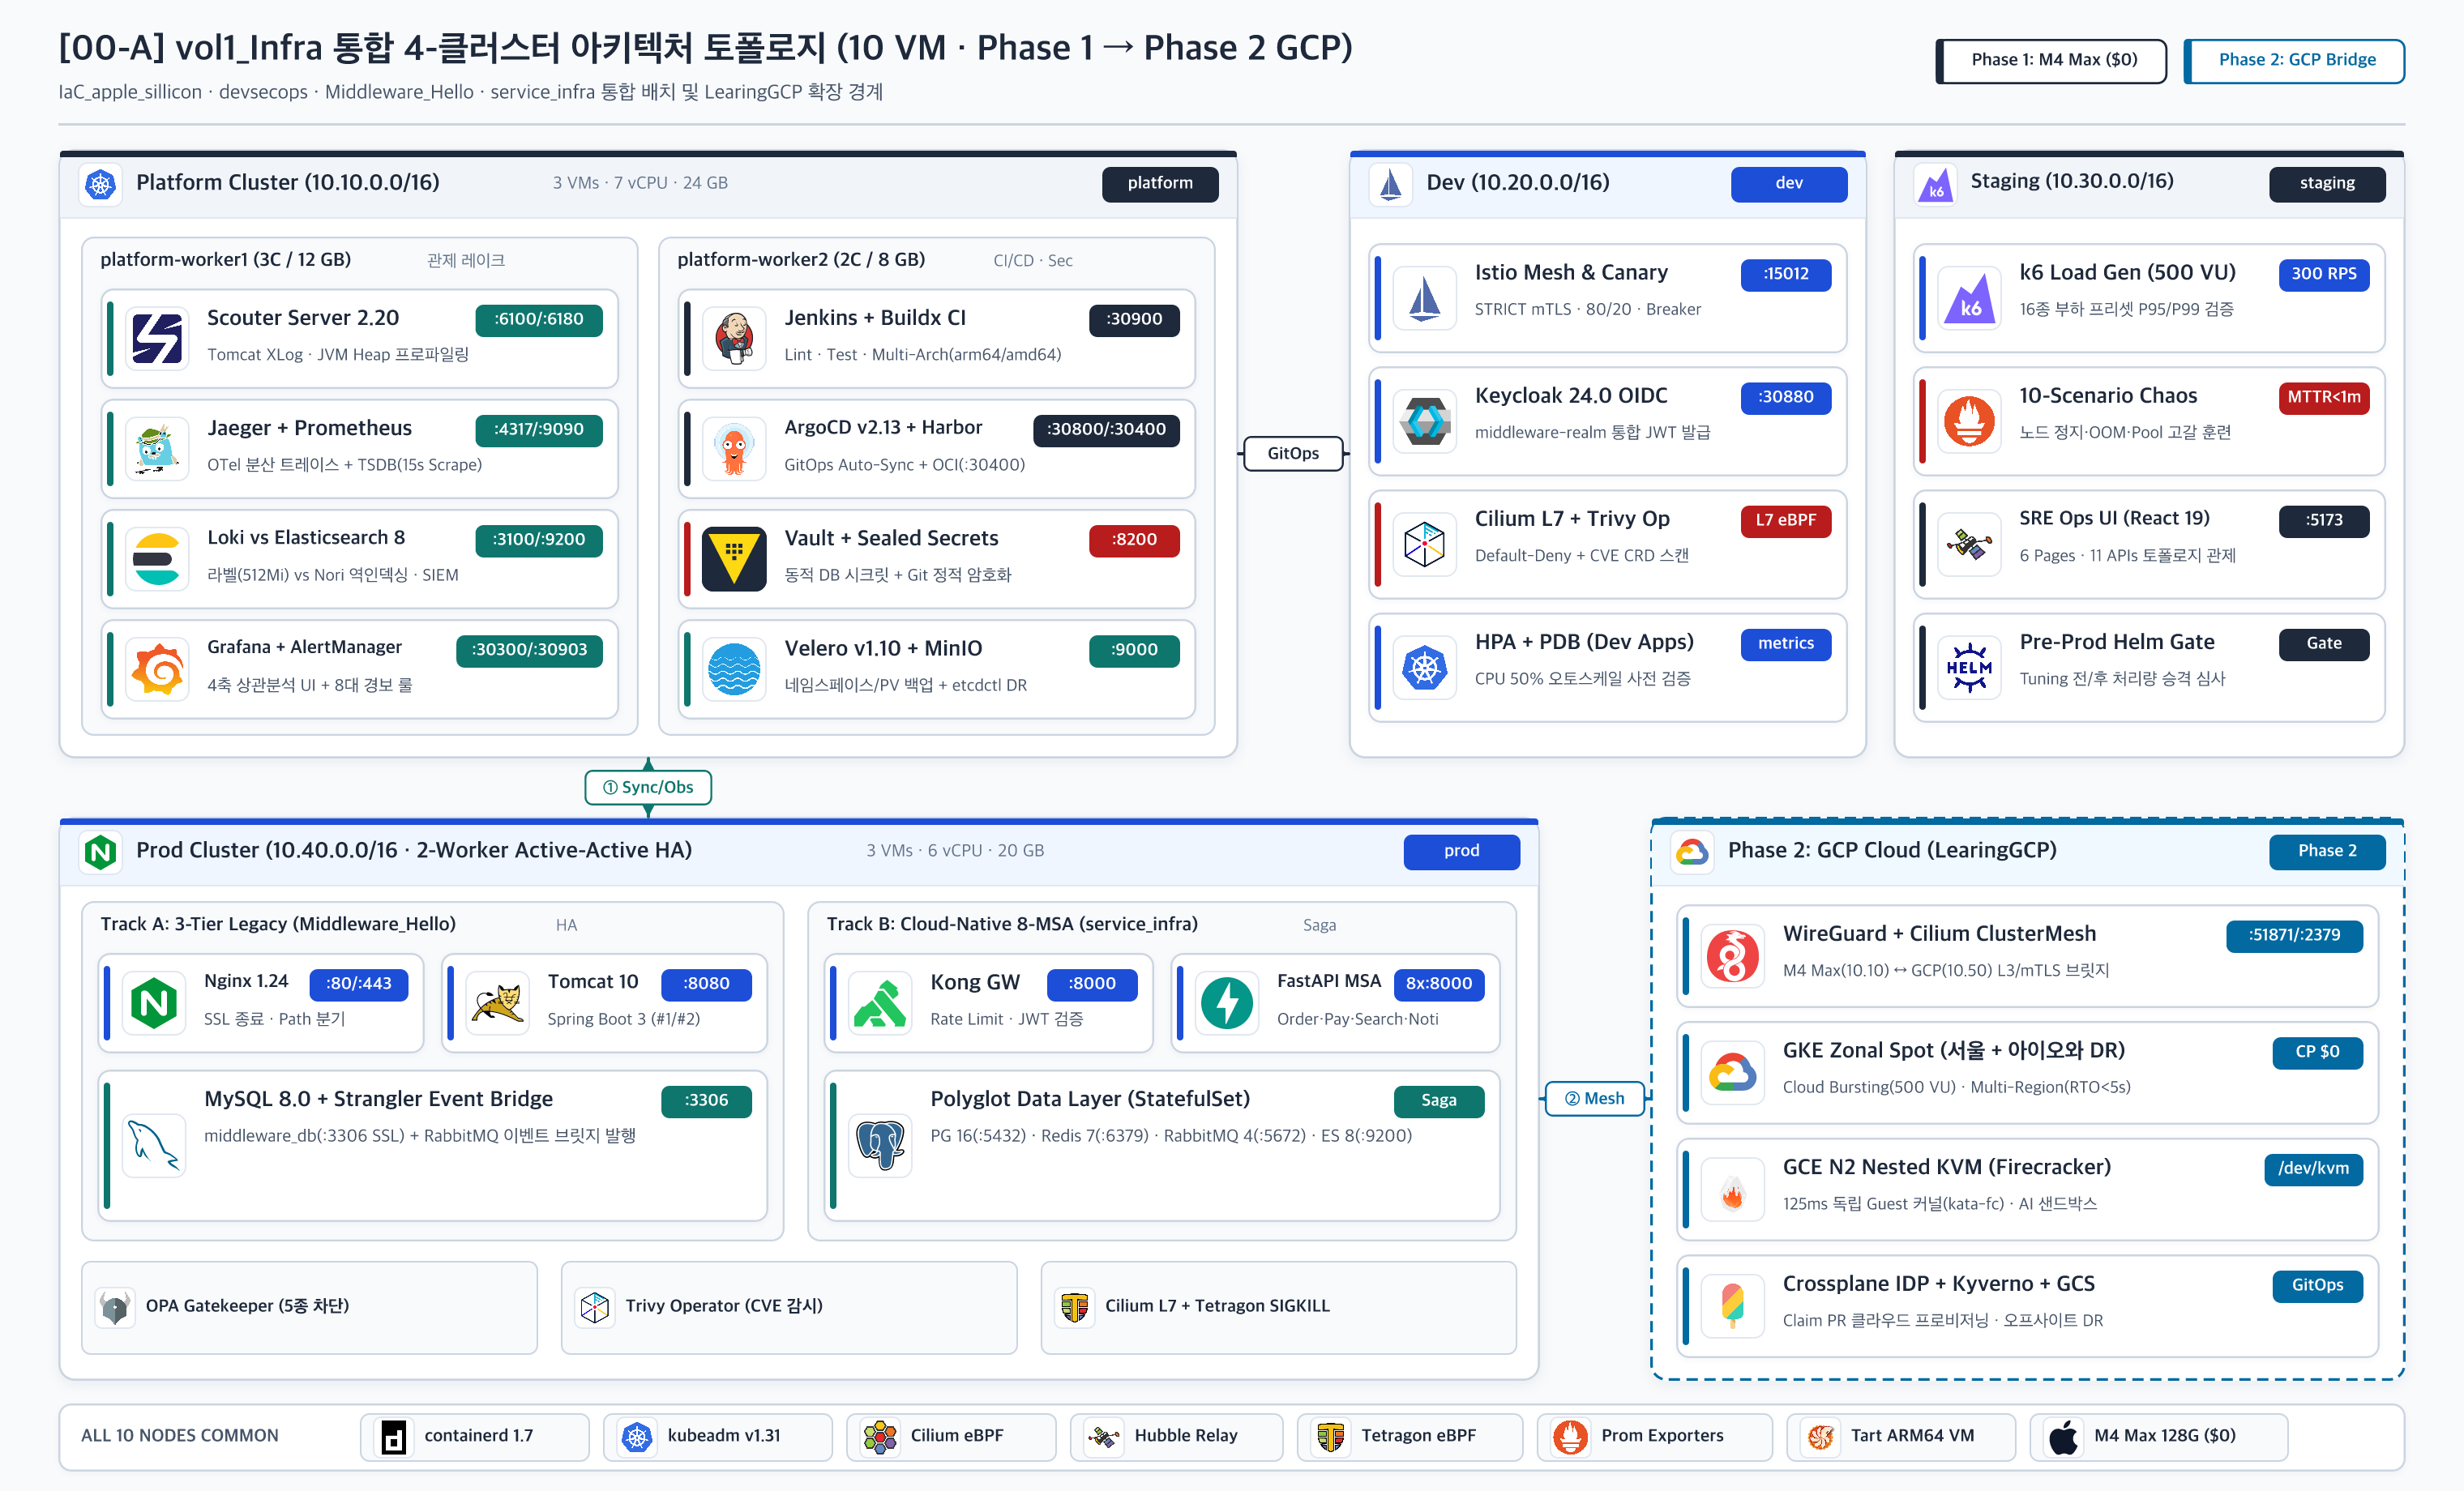 [00-A] vol1_Infra 통합 4-클러스터 아키텍처 토폴로지 (10 VM · Phase 1 → Phase 2 GCP)
IaC_apple_sillicon · devsecops · Middleware_Hello · service_infra 통합 배치 및 LearingGCP 확장 경계
Phase 1: M4 Max ($0)
Phase 2: GCP Bridge
Platform Cluster (10.10.0.0/16)
3 VMs · 7 vCPU · 24 GB
platform
platform-worker1 (3C / 12 GB)
관제 레이크
Scouter Server 2.20
:6100/:6180
Tomcat XLog · JVM Heap 프로파일링
Jaeger + Prometheus
:4317/:9090
OTel 분산 트레이스 + TSDB(15s Scrape)
Loki vs Elasticsearch 8
:3100/:9200
라벨(512Mi) vs Nori 역인덱싱 · SIEM
Grafana + AlertManager
:30300/:30903
4축 상관분석 UI + 8대 경보 룰
platform-worker2 (2C / 8 GB)
CI/CD · Sec
Jenkins + Buildx CI
:30900
Lint · Test · Multi-Arch(arm64/amd64)
ArgoCD v2.13 + Harbor
:30800/:30400
GitOps Auto-Sync + OCI(:30400)
Vault + Sealed Secrets
:8200
동적 DB 시크릿 + Git 정적 암호화
Velero v1.10 + MinIO
:9000
네임스페이스/PV 백업 + etcdctl DR
GitOps
Dev (10.20.0.0/16)
dev
Istio Mesh & Canary
:15012
STRICT mTLS · 80/20 · Breaker
Keycloak 24.0 OIDC
:30880
middleware-realm 통합 JWT 발급
Cilium L7 + Trivy Op
L7 eBPF
Default-Deny + CVE CRD 스캔
HPA + PDB (Dev Apps)
metrics
CPU 50% 오토스케일 사전 검증
k6
Staging (10.30.0.0/16)
staging
k6
k6 Load Gen (500 VU)
300 RPS
16종 부하 프리셋 P95/P99 검증
10-Scenario Chaos
MTTR<1m
노드 정지·OOM·Pool 고갈 훈련
SRE Ops UI (React 19)
:5173
6 Pages · 11 APIs 토폴로지 관제
HELM
Pre-Prod Helm Gate
Gate
Tuning 전/후 처리량 승격 심사
① Sync/Obs
Prod Cluster (10.40.0.0/16 · 2-Worker Active-Active HA)
3 VMs · 6 vCPU · 20 GB
prod
Track A: 3-Tier Legacy (Middleware_Hello)
HA
Nginx 1.24
:80/:443
SSL 종료 · Path 분기
Tomcat 10
:8080
Spring Boot 3 (#1/#2)
MySQL 8.0 + Strangler Event Bridge
:3306
middleware_db(:3306 SSL) + RabbitMQ 이벤트 브릿지 발행
Track B: Cloud-Native 8-MSA (service_infra)
Saga
Kong GW
:8000
Rate Limit · JWT 검증
FastAPI MSA
8x:8000
Order·Pay·Search·Noti
Polyglot Data Layer (StatefulSet)
Saga
PG 16(:5432) · Redis 7(:6379) · RabbitMQ 4(:5672) · ES 8(:9200)
OPA Gatekeeper (5종 차단)
Trivy Operator (CVE 감시)
Cilium L7 + Tetragon SIGKILL
② Mesh
Phase 2: GCP Cloud (LearingGCP)
Phase 2
WireGuard + Cilium ClusterMesh
:51871/:2379
M4 Max(10.10) ↔ GCP(10.50) L3/mTLS 브릿지
GKE Zonal Spot (서울 + 아이오와 DR)
CP $0
Cloud Bursting(500 VU) · Multi-Region(RTO<5s)
GCE N2 Nested KVM (Firecracker)
/dev/kvm
125ms 독립 Guest 커널(kata-fc) · AI 샌드박스
Crossplane IDP + Kyverno + GCS
GitOps
Claim PR 클라우드 프로비저닝 · 오프사이트 DR
ALL 10 NODES COMMON
containerd 1.7
kubeadm v1.31
Cilium eBPF
Hubble Relay
Tetragon eBPF
Prom Exporters
Tart ARM64 VM
M4 Max 128G ($0)